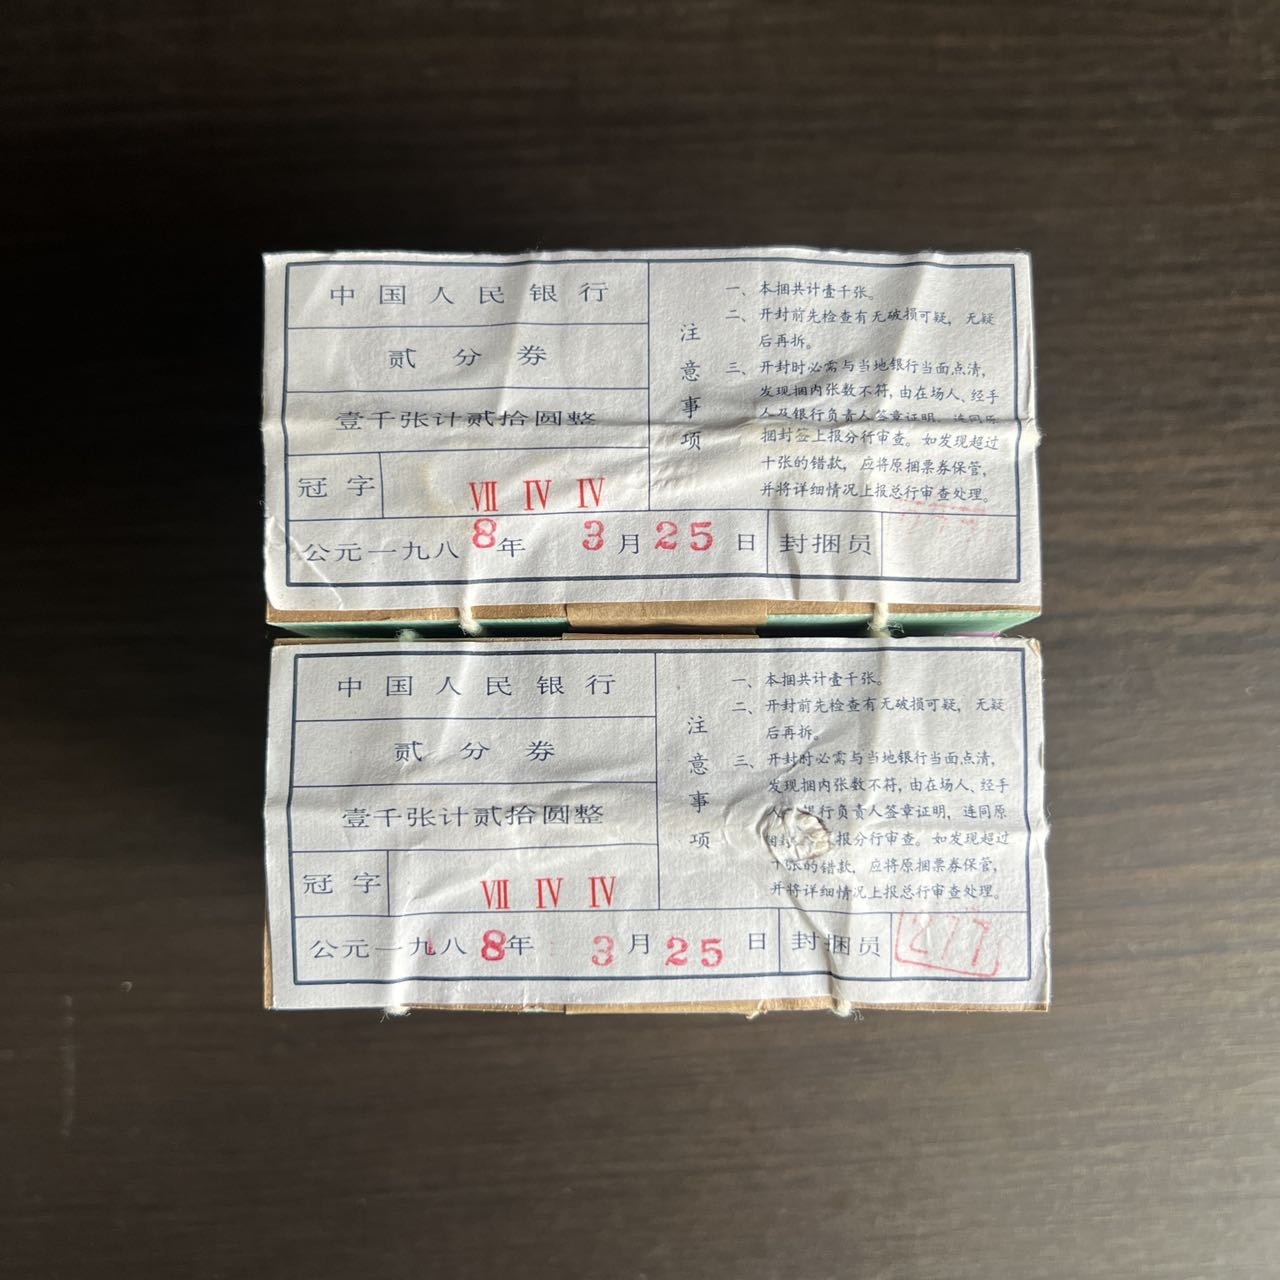 中国人民银行
贰分券
壹千张计贰拾圆整
冠字 Ⅶ Ⅳ Ⅳ
注意事项
一、本捆共计壹千张。
二、开封前先检查有无破损可疑，无疑
后再拆。
三、开封时必需与当地银行当面点清，
发现捆内张数不符，由在场人、经手
人及银行负责人签章证明，连同原
捆封签上报分行审查。如发现超过
十张的错款，应将原捆票券保管，
并将详细情况上报总行审查处理。
公元一九八8年 3月25日 封捆员
中国人民银行
贰分券
壹千张计贰拾圆整
冠字 Ⅶ Ⅳ Ⅳ
注意事项
一、本捆共计壹千张。
二、开封前先检查有无破损可疑，无疑
后再拆。
三、开封时必需与当地银行当面点清，
发现捆内张数不符，由在场人、经手
人 银行负责人签章证明，连同原
报分行审查。如发现超过
十张的错款，应将原捆票券保管，
并将详细情况上报总行审查处理。
公元一九八8年 3月25日 封捆员 277